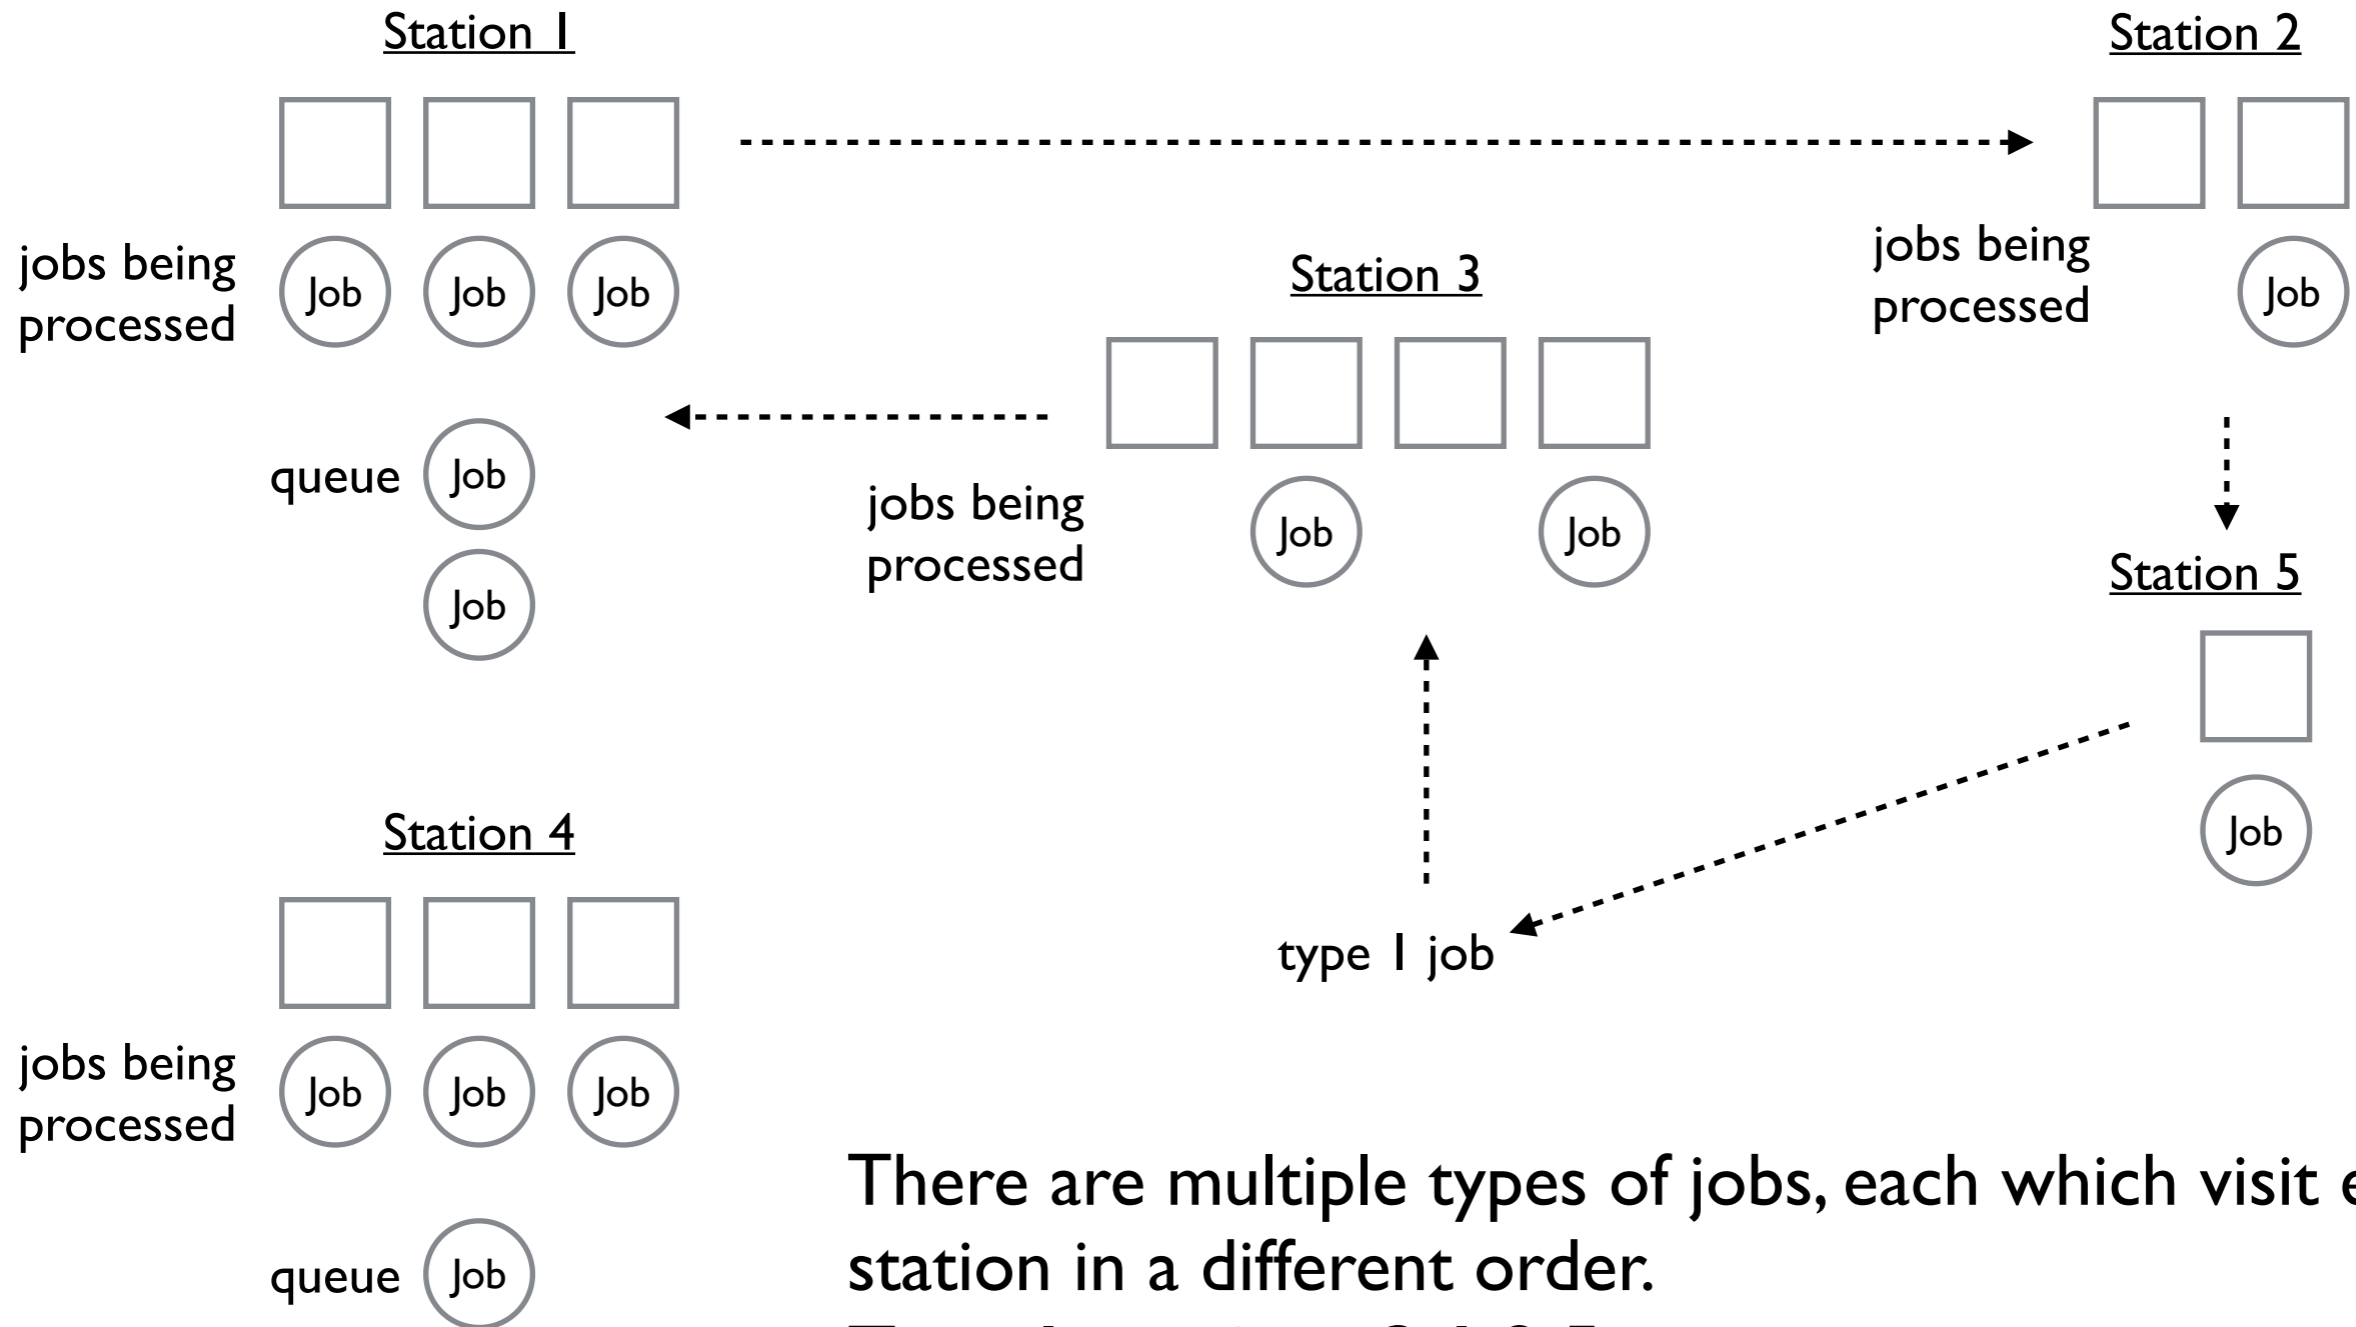 Station 1
Station 2
jobs being
processed
Job Job Job
Station 3
jobs being
processed
Job
queue Job
Job
jobs being
processed
Job Job
Station 5
Job
Station 4
type 1 job
jobs being
processed
Job Job Job
queue Job
There are multiple types of jobs, each which visit
station in a different order.